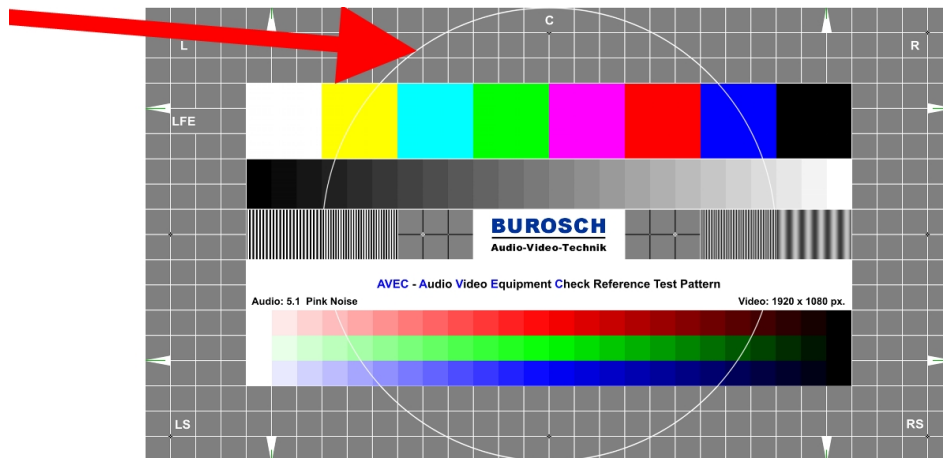 C
L
R
LFE
BUROSCH
Audio-Video-Technik
AVEC - Audio Video Equipment Check Reference Test Pattern
Audio: 5.1 Pink Noise
Video: 1920 x 1080 px.
LS
RS